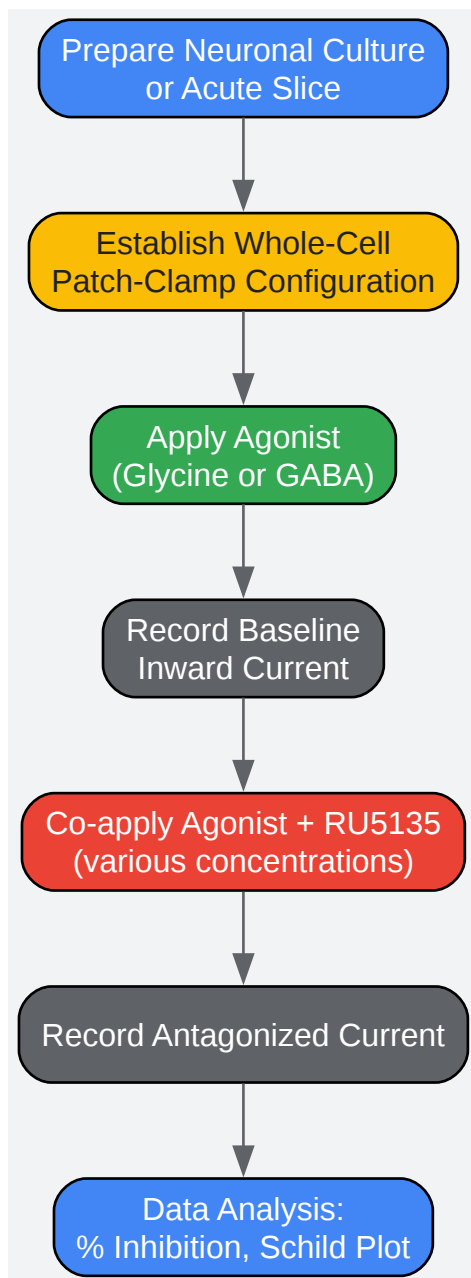 Prepare Neuronal Culture
or Acute Slice
Establish Whole-Cell
Patch-Clamp Configuration
Apply Agonist
(Glycine or GABA)
Record Baseline
Inward Current
Co-apply Agonist + RU5135
(various concentrations)
Record Antagonized Current
Data Analysis:
% Inhibition, Schild Plot